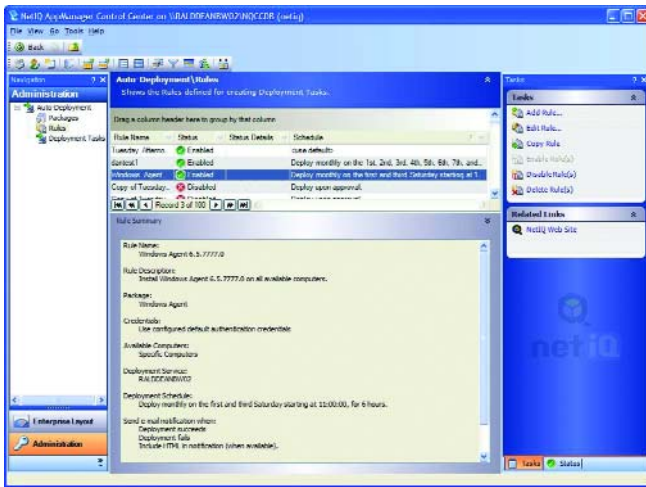 NetIQ AppManager Control Center on \\RALDDEANBW02\NQCCDB (netiq)
File View Go Tools Help
Back
Navigation
Administration
Auto Deployment
Packages
Rules
Deployment Tasks
Enterprise Layout
Administration
Auto Deployment\Rules
Shows the Rules defined for creating Deployment Tasks.
Drag a column header here to group by that column
Rule Name Status Status Details Schedule
Tuesday Afterno. Enabled <use default>
dantest1 Enabled Deploy monthly on the 1st, 2nd, 3rd, 4th, 5th, 6th, 7th, and..
Windows Agent Enabled Deploy monthly on the first and third Saturday starting at 1...
Copy of Tuesday.. Disabled Deploy upon approval.
Record 3 of 100
Rule Summary
Rule Name:
Windows Agent 6.5.7777.0
Rule Description:
Install Windows Agent 6.5.7777.0 on all available computers.
Package:
Windows Agent
Credentials:
Use configured default authentication credentials
Available Computers:
Specific Computers
Deployment Service:
RALDDEANBW02
Deployment Schedule:
Deploy monthly on the first and third Saturday starting at 11:00:00, for 6 hours.
Send e-mail notification when:
Deployment succeeds
Deployment fails
Include HTML in notification (when available).
Tasks
Tasks
Add Rule...
Edit Rule...
Copy Rule
Enable Rule(s)
Disable Rule(s)
Delete Rule(s)
Related Links
NetIQ Web Site
netiQ
Tasks Status